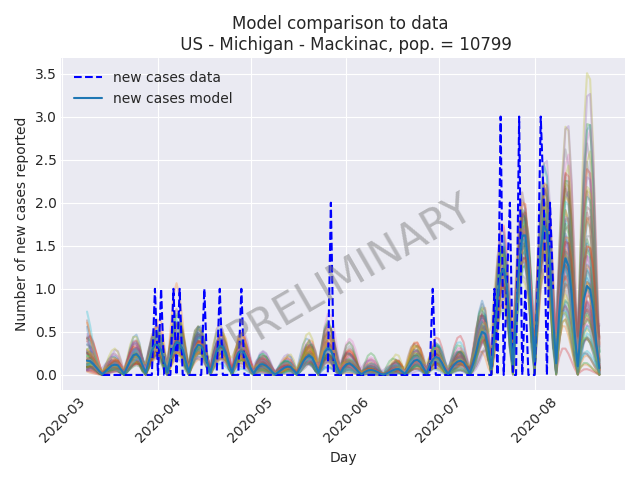 Model comparison to data
US - Michigan - Mackinac, pop. = 10799
new cases data
new cases model
Number of new cases reported
3.5
3.0
2.5
2.0
1.5
1.0
0.5
0.0
PRELIMINARY
2020-03
2020-04
2020-05
2020-06
2020-07
2020-08
Day